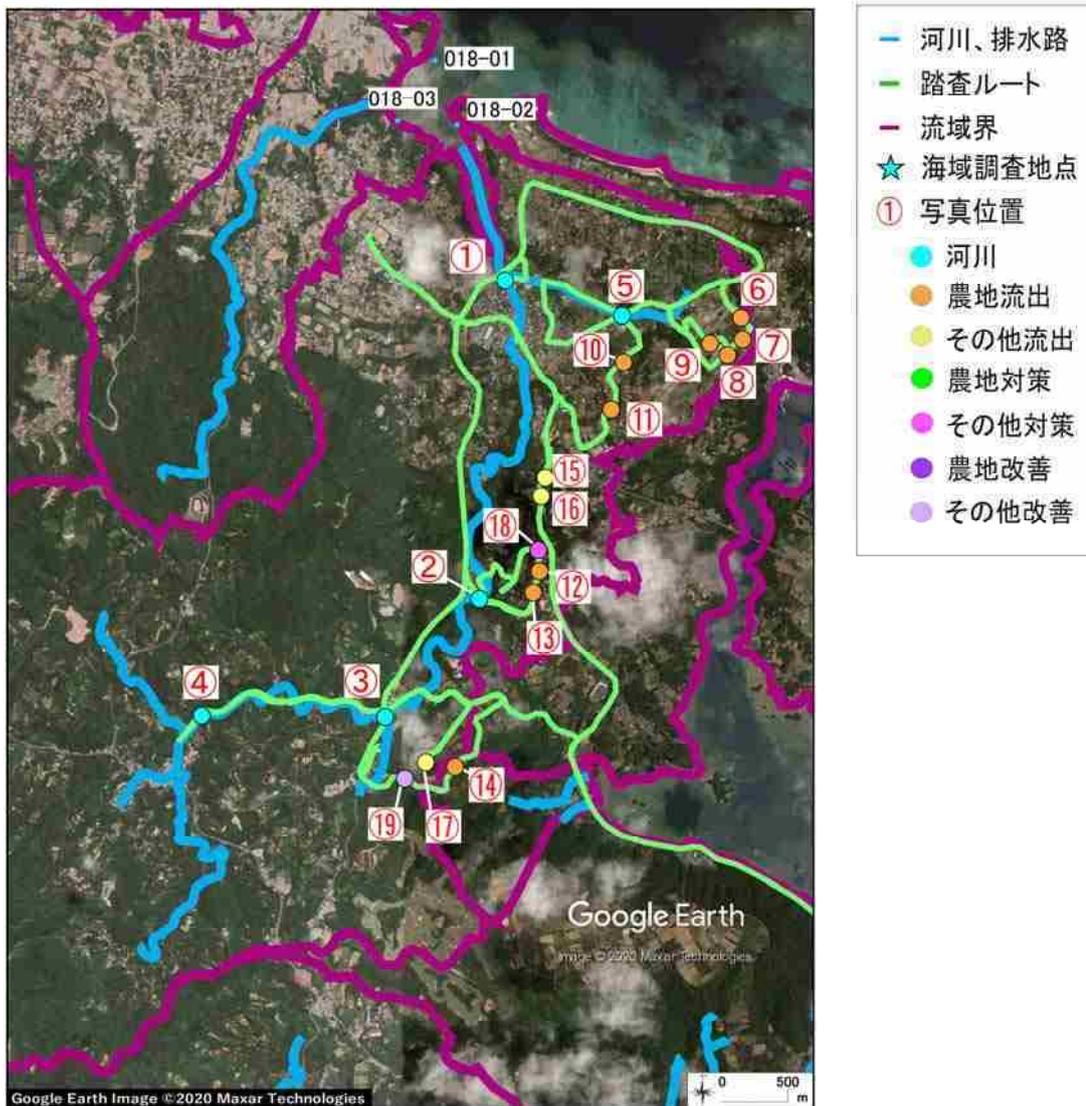 018-01
018-03
018-02
①
⑤
⑥
⑩
⑨
⑦
⑧
⑪
⑮
⑯
⑱
②
⑫
⑬
④
③
⑭
⑲
⑰
Google Earth
Image © 2020 Maxar Technologies
Google Earth Image ©2020 Maxar Technologies
0 500
m
河川、排水路
踏査ルート
流域界
海域調査地点
① 写真位置
河川
農地流出
その他流出
農地対策
その他対策
農地改善
その他改善